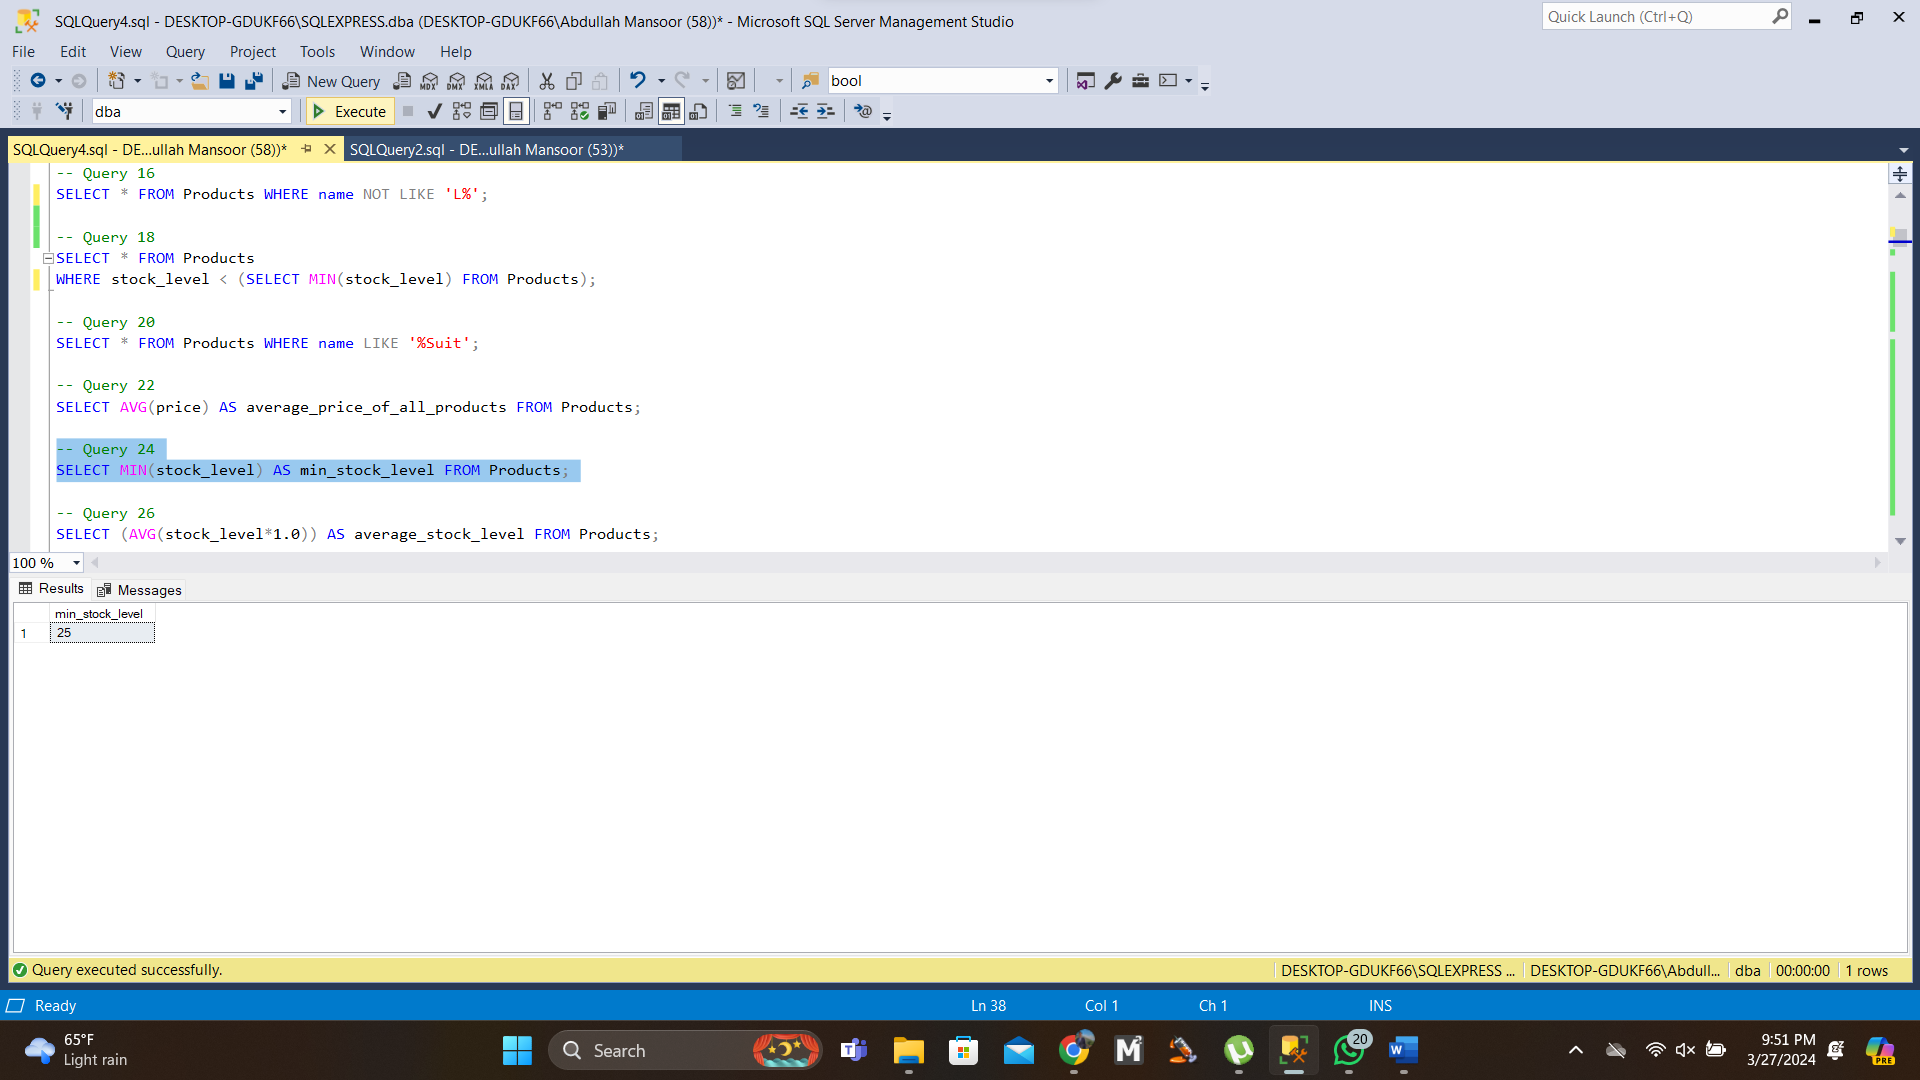 SQLQuery4.sql - DESKTOP-GDUKF66\SQLEXPRESS.dba (DESKTOP-GDUKF66\Abdullah Mansoor (58))* - Microsoft SQL Server Management Studio
Quick Launch (Ctrl+Q)
File Edit View Query Project Tools Window Help
New Query MDX DMX XMLA DAX bool
dba Execute
SQLQuery4.sql - DE...ullah Mansoor (58))* SQLQuery2.sql - DE...ullah Mansoor (53))*
-- Query 16
SELECT * FROM Products WHERE name NOT LIKE 'L%';
-- Query 18
SELECT * FROM Products
WHERE stock_level < (SELECT MIN(stock_level) FROM Products);
-- Query 20
SELECT * FROM Products WHERE name LIKE '%Suit';
-- Query 22
SELECT AVG(price) AS average_price_of_all_products FROM Products;
-- Query 24
SELECT MIN(stock_level) AS min_stock_level FROM Products;
-- Query 26
SELECT (AVG(stock_level*1.0)) AS average_stock_level FROM Products;
100 %
Results Messages
min_stock_level
1 25
Query executed successfully. DESKTOP-GDUKF66\SQLEXPRESS ... DESKTOP-GDUKF66\Abdull... dba 00:00:00 1 rows
Ready Ln 38 Col 1 Ch 1 INS
65°F
Light rain
Search
20
9:51 PM
3/27/2024
PRE